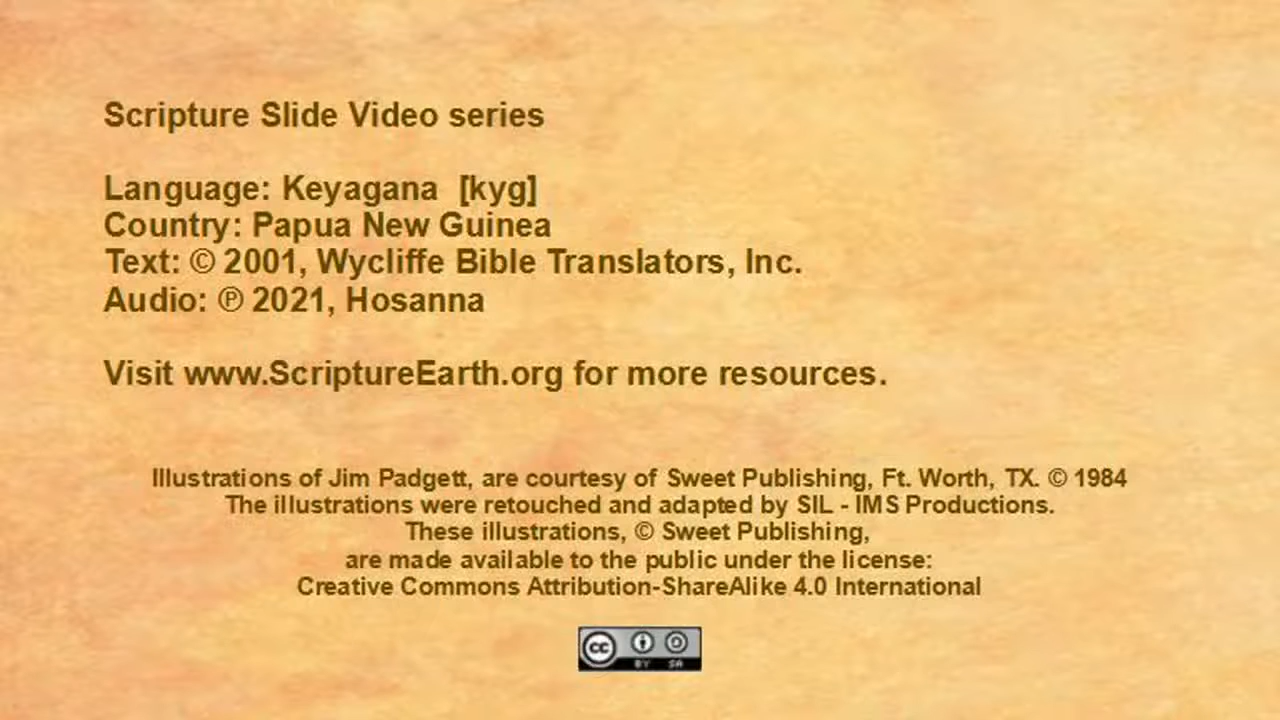 Scripture Slide Video series
Language: Keyagana [kyg]
Country: Papua New Guinea
Text: © 2001, Wycliffe Bible Translators, Inc.
Audio: ℗ 2021, Hosanna
Visit www.ScriptureEarth.org for more resources.
Illustrations of Jim Padgett, are courtesy of Sweet Publishing, Ft. Worth, TX. © 1984
The illustrations were retouched and adapted by SIL - IMS Productions.
These illustrations, © Sweet Publishing,
are made available to the public under the license:
Creative Commons Attribution-ShareAlike 4.0 International
cc BY SA